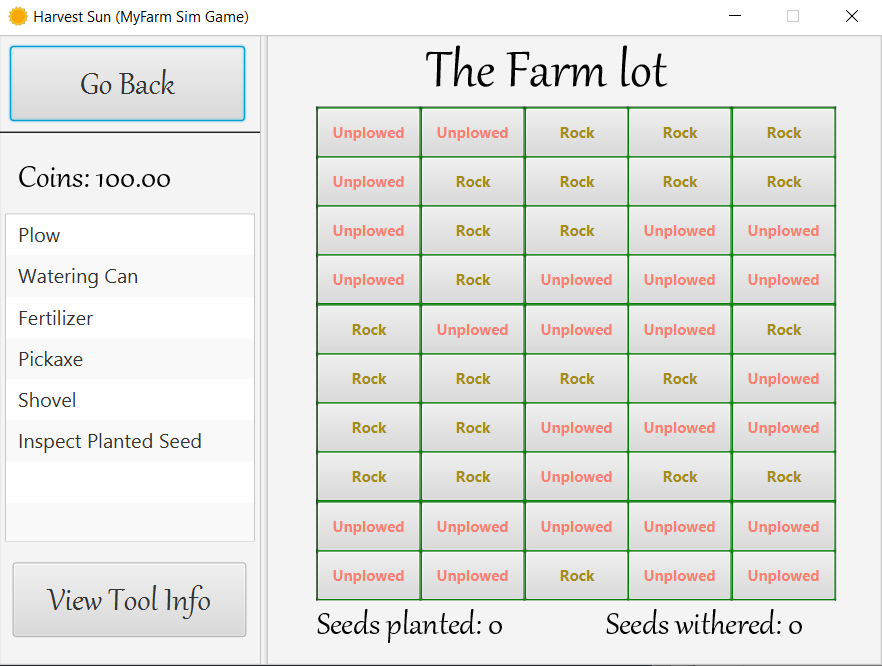 Harvest Sun (MyFarm Sim Game)
Go Back
Coins: 100.00
Plow
Watering Can
Fertilizer
Pickaxe
Shovel
Inspect Planted Seed
View Tool Info
The Farm lot
Unplowed Unplowed Rock Rock Rock
Unplowed Rock Rock Rock Rock
Unplowed Rock Rock Unplowed Unplowed
Unplowed Rock Unplowed Unplowed Unplowed
Rock Unplowed Unplowed Unplowed Rock
Rock Rock Rock Rock Unplowed
Rock Rock Unplowed Unplowed Unplowed
Rock Rock Unplowed Rock Rock
Unplowed Unplowed Unplowed Unplowed Unplowed
Unplowed Unplowed Rock Unplowed Unplowed
Seeds planted: 0 Seeds withered: 0